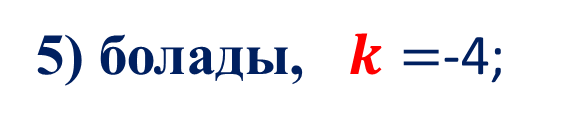 5) болады, k =-4;